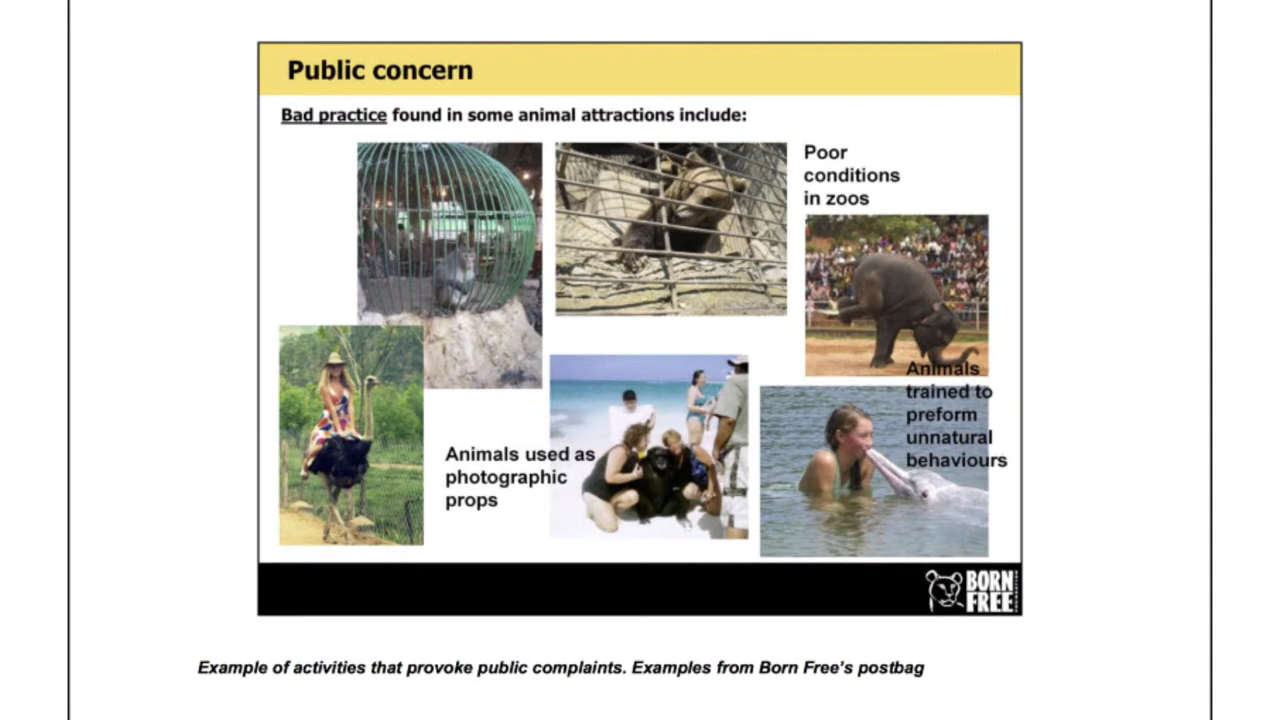 Public concern
Bad practice found in some animal attractions include:
Poor
conditions
in zoos
Animals
trained to
preform
unnatural
behaviours
Animals used as
photographic
props
BORN
FREE
Example of activities that provoke public complaints. Examples from Born Free’s postbag